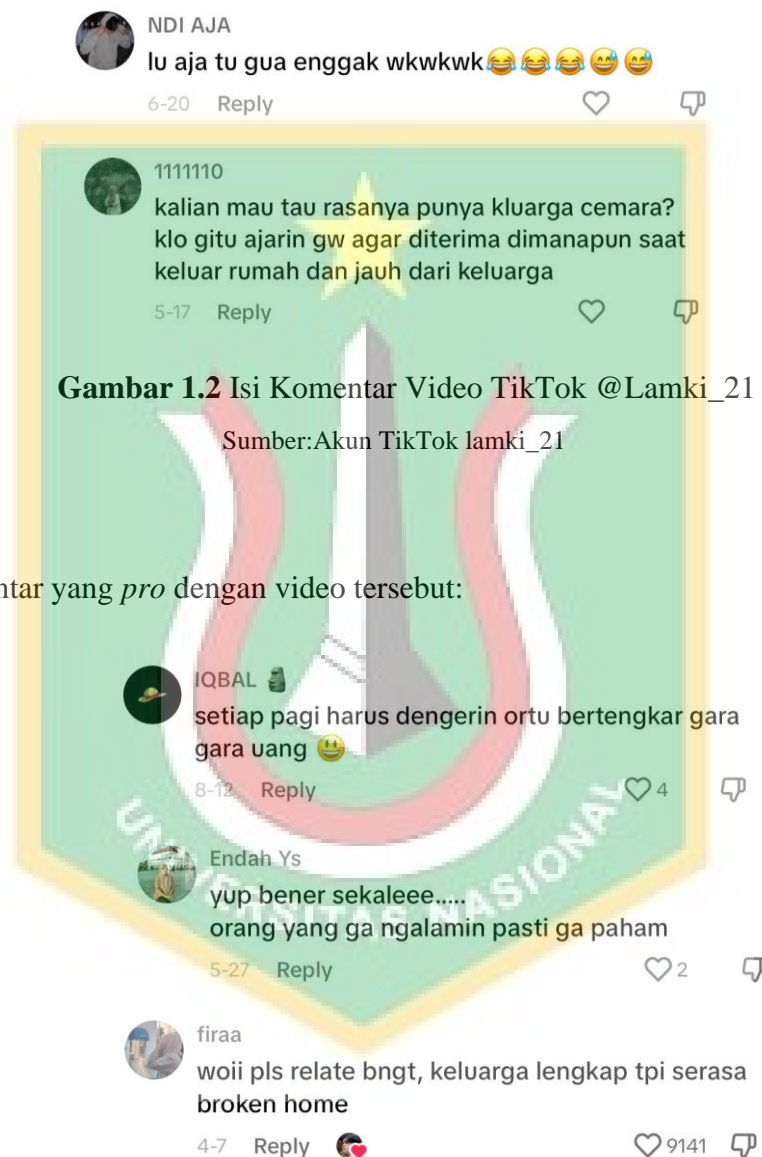 NDI AJA
lu aja tu gua enggak wkwkwk😂😂😂😅😅
6-20 Reply
1111110
kalian mau tau rasanya punya kluarga cemara?
klo gitu ajarin gw agar diterima dimanapun saat
keluar rumah dan jauh dari keluarga
5-17 Reply
Gambar 1.2 Isi Komentar Video TikTok @Lamki_21
Sumber:Akun TikTok lamki_21
ntar yang pro dengan video tersebut:
IQBAL 🗿
setiap pagi harus dengerin ortu bertengkar gara
gara uang 😃
8-12 Reply 4
Endah Ys
yup bener sekaleee.....
orang yang ga ngalamin pasti ga paham
5-27 Reply 2
firaa
woii pls relate bngt, keluarga lengkap tpi serasa
broken home
4-7 Reply 9141
UNIVERSITAS NASIONAL